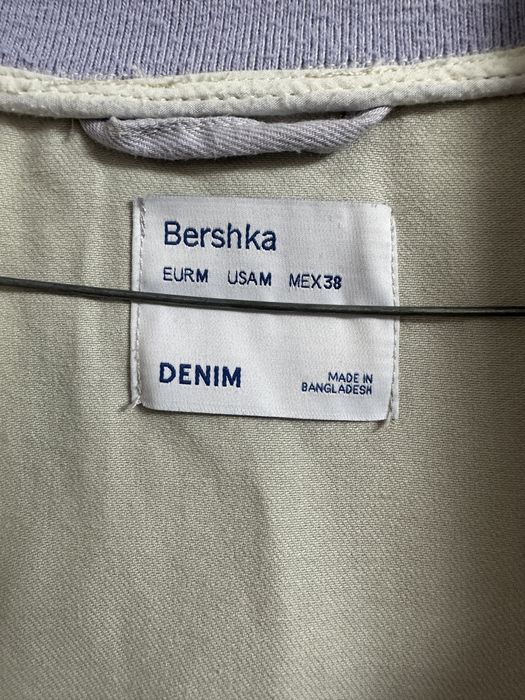 Bershka
EURM USAM MEX38
DENIM
MADE IN
BANGLADESH